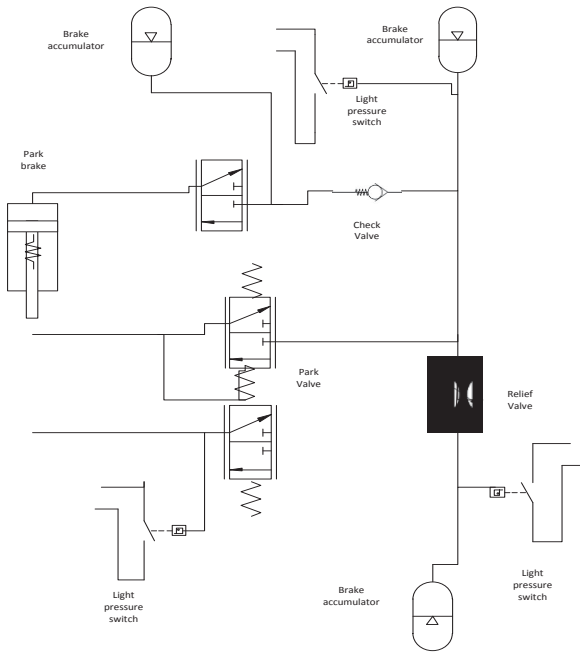 Brake
accumulator
Brake
accumulator
Light
pressure
switch
Park
brake
Check
Valve
Park
Valve
Relief
Valve
Light
pressure
switch
Brake
accumulator
Light
pressure
switch